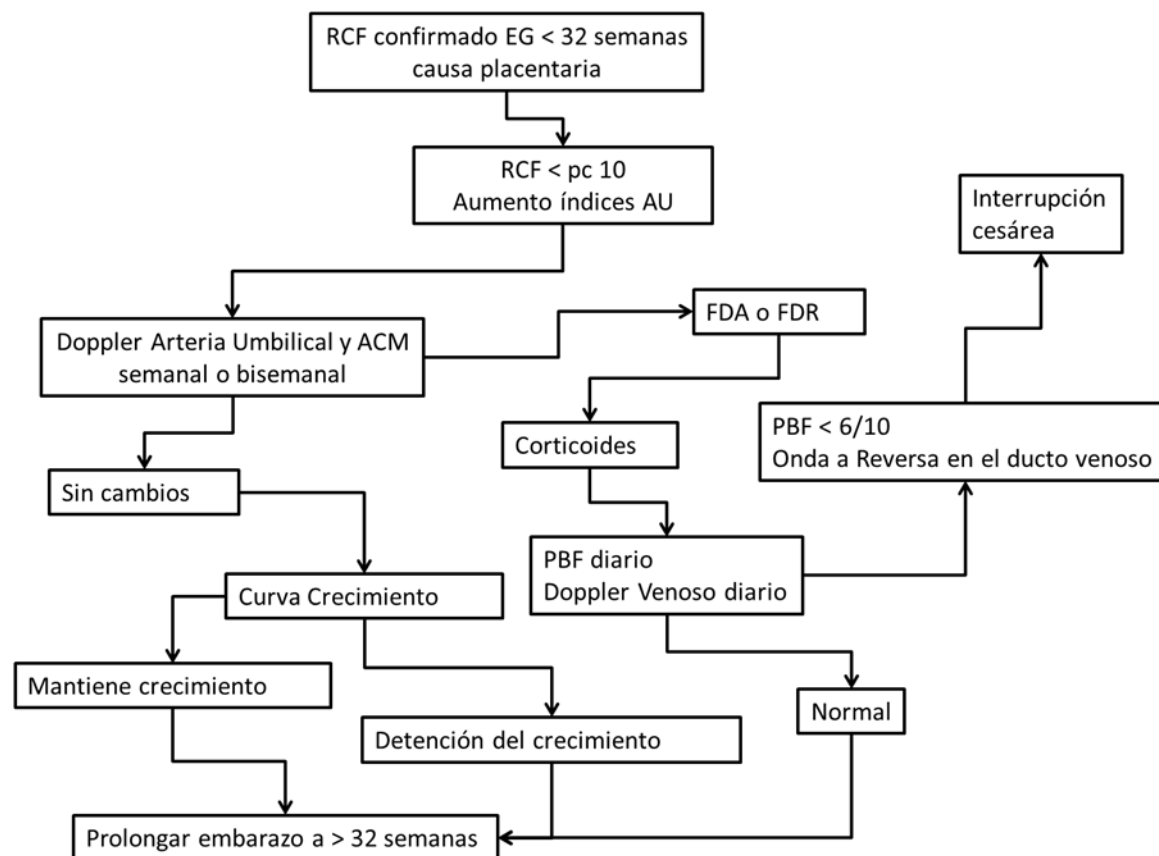 RCF confirmado EG < 32 semanas
causa placentaria
RCF < pc 10
Aumento índices AU
Interrupción
cesárea
FDA o FDR
Doppler Arteria Umbilical y ACM
semanal o bisemanal
Corticoides
PBF < 6/10
Onda a Reversa en el ducto venoso
Sin cambios
PBF diario
Doppler Venoso diario
Curva Crecimiento
Mantiene crecimiento
Normal
Detención del crecimiento
Prolongar embarazo a > 32 semanas